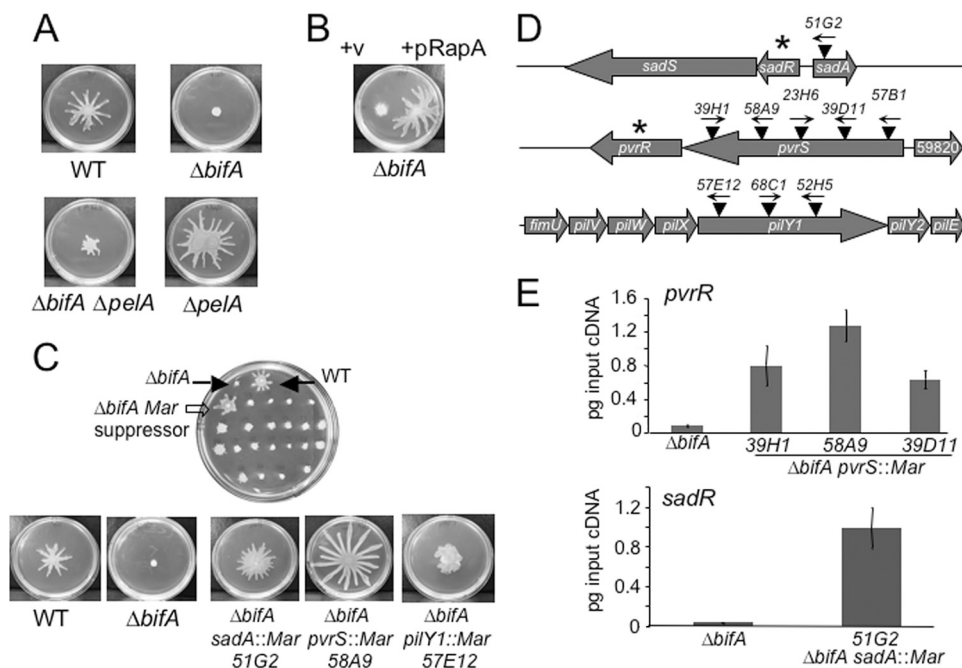 A
WT
ΔbifA
ΔbifA ΔpelA
ΔpelA
B
+v +pRapA
ΔbifA
C
ΔbifA
WT
ΔbifA Mar
suppressor
WT
ΔbifA
ΔbifA
sadA::Mar
51G2
ΔbifA
pvrS::Mar
58A9
ΔbifA
pilY1::Mar
57E12
D
51G2
*
sadS
sadR
sadA
39H1
58A9
23H6
39D11
57B1
*
pvrR
pvrS
59820
57E12
68C1
52H5
fimU
pilV
pilW
pilX
pilY1
pilY2
pilE
E
pvrR
pg input cDNA
1.6
1.2
0.8
0.4
0
ΔbifA
39H1
58A9
39D11
ΔbifA pvrS::Mar
sadR
pg input cDNA
1.2
0.8
0.4
0
ΔbifA
51G2
ΔbifA sadA::Mar